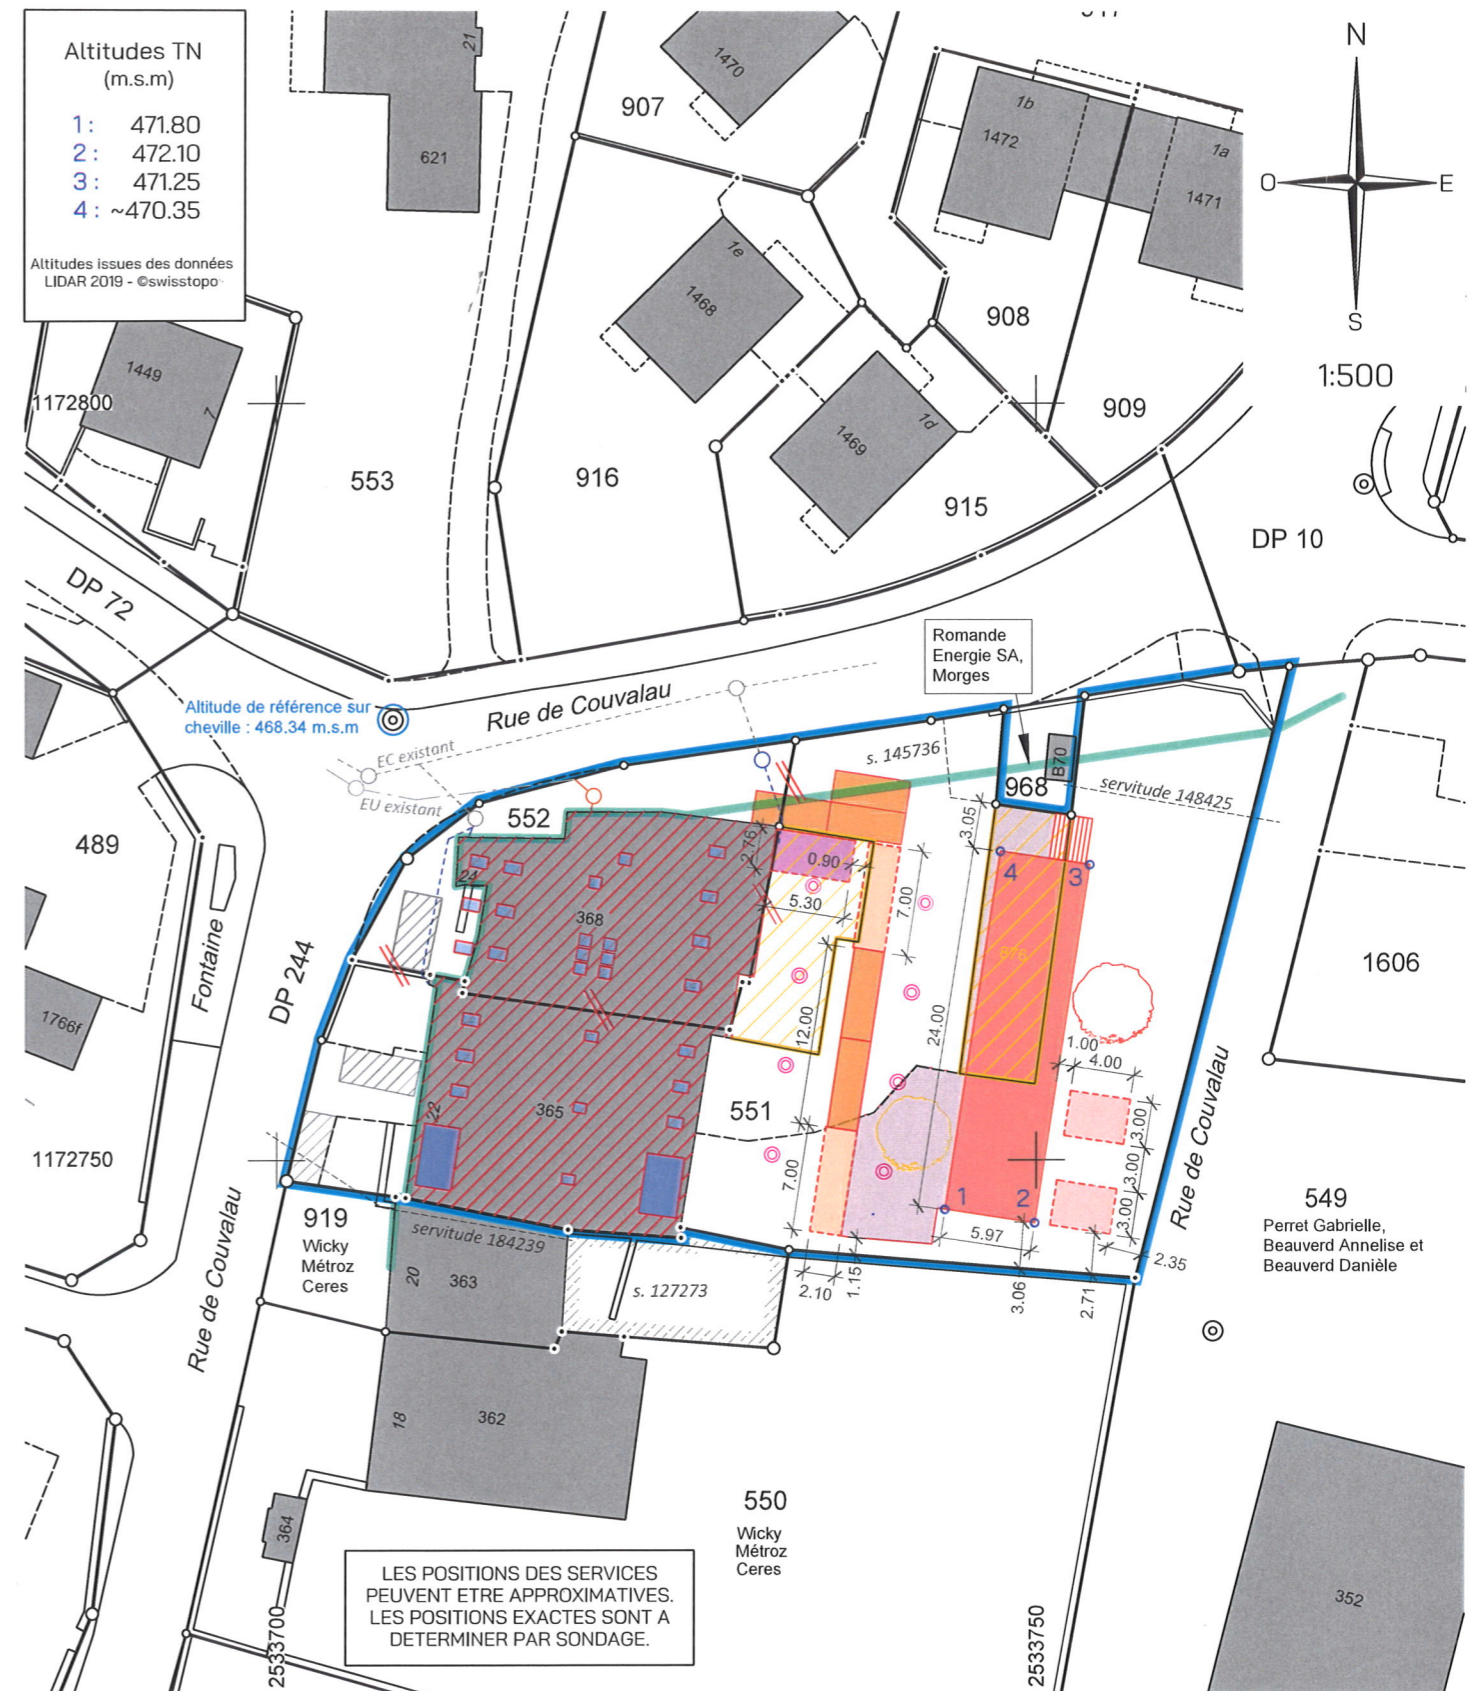 Altitudes TN
(m.s.m)
1 : 471.80
2 : 472.10
3 : 471.25
4 : ~470.35
Altitudes issues des données
LIDAR 2019 - ©swisstopo
21
621
907
1470
1b
1472
1a
1471
N
O
E
S
1:500
1e
1468
908
1449
7
1172800
553
916
1469
1d
909
915
DP 10
DP 72
Romande
Energie SA,
Morges
Altitude de référence sur
cheville : 468.34 m.s.m
Rue de Couvalau
EC existant
EU existant
s. 145736
B70
968
servitude 148425
552
489
3.05
2.76
0.90
4
3
24
368
5.30
7.00
876
1606
Fontaine
DP 244
1766f
12.00
24.00
1.00
4.00
365
22
551
3.00
3.00
3.00
1172750
7.00
1
2
5.97
2.35
Rue de Couvalau
549
Perret Gabrielle,
Beauverd Annelise et
Beauverd Danièle
919
Wicky
Métroz
Ceres
servitude 184239
20
363
s. 127273
2.10
1.15
3.06
2.71
Rue de Couvalau
18
362
550
Wicky
Métroz
Ceres
364
352
LES POSITIONS DES SERVICES
PEUVENT ETRE APPROXIMATIVES.
LES POSITIONS EXACTES SONT A
DETERMINER PAR SONDAGE.
2533700
2533750